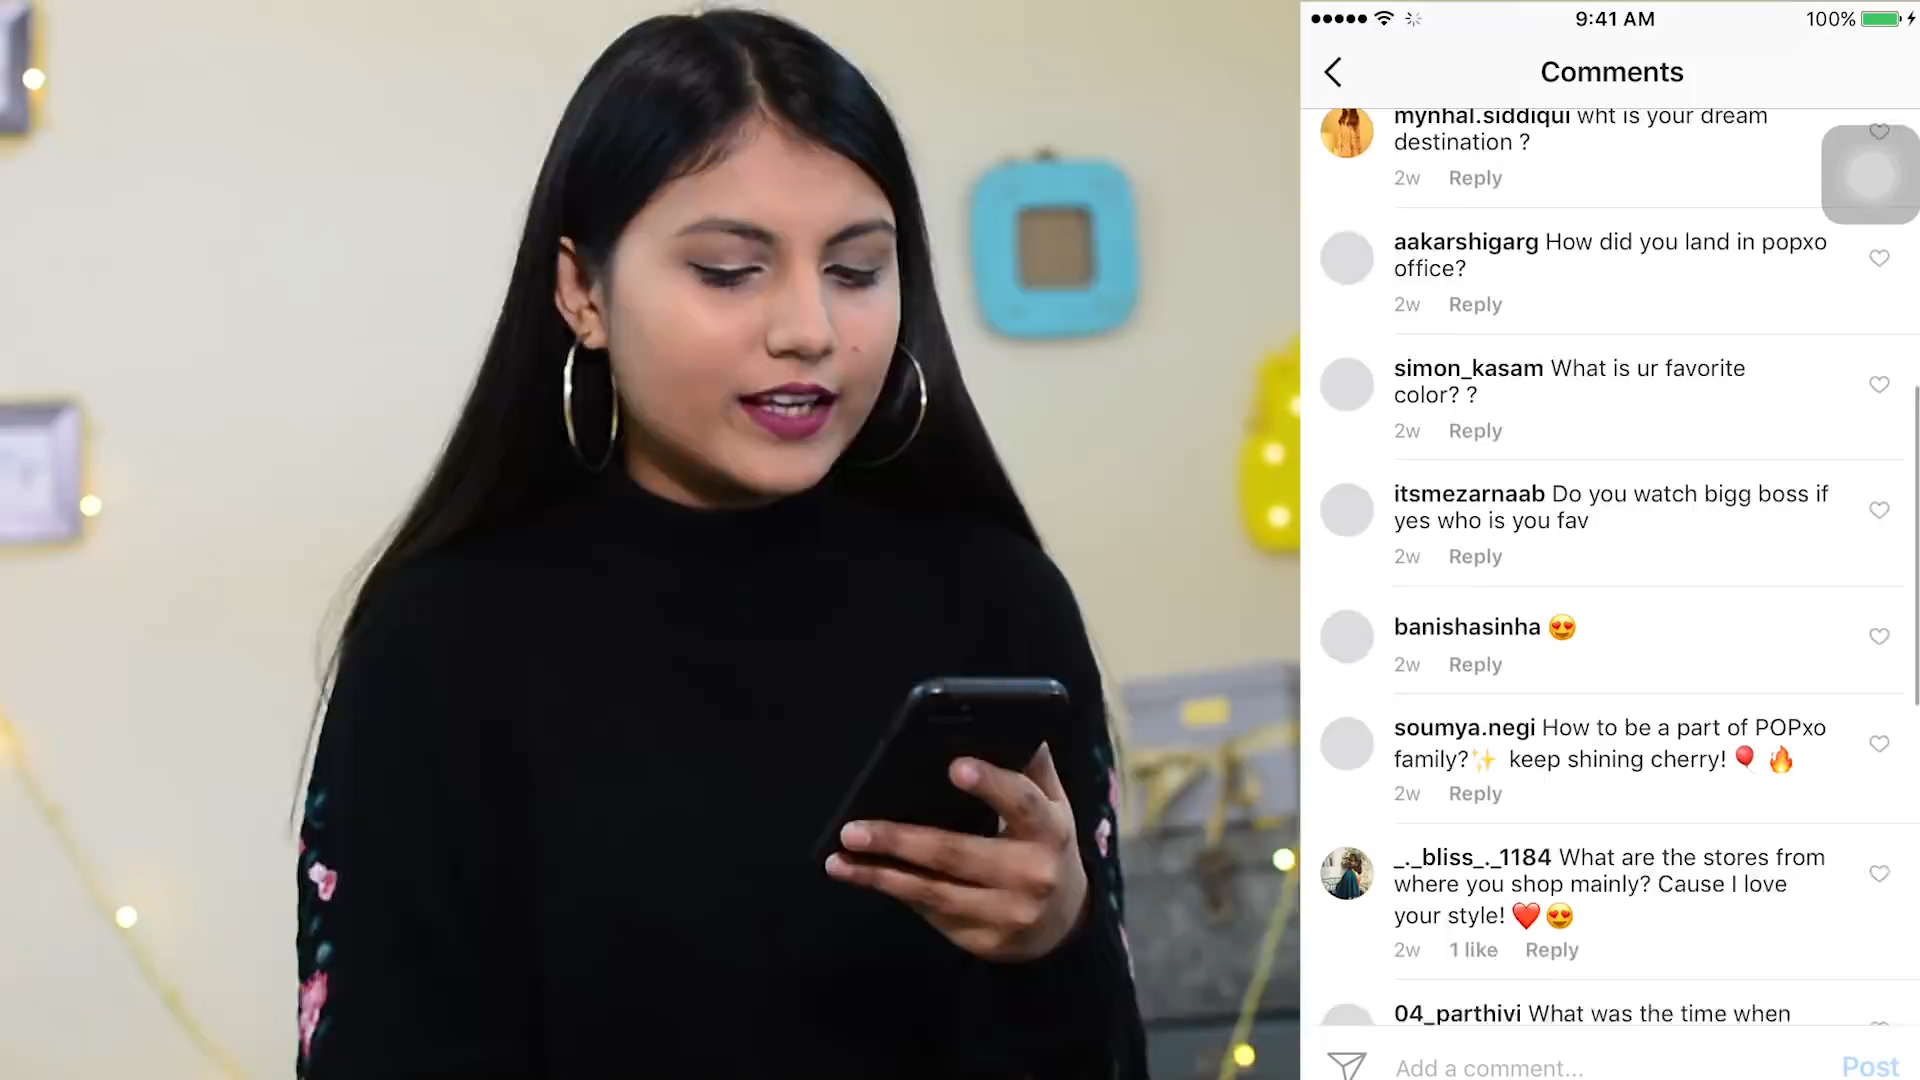 9:41 AM
100%
Comments
mynhal.siddiqui wht is your dream
destination ?
2w Reply
aakarshigarg How did you land in popxo
office?
2w Reply
simon_kasam What is ur favorite
color? ?
2w Reply
itsmezarnaab Do you watch bigg boss if
yes who is you fav
2w Reply
banishasinha 😍
2w Reply
soumya.negi How to be a part of POPxo
family?✨ keep shining cherry! 🎈 🔥
2w Reply
_._bliss_._1184 What are the stores from
where you shop mainly? Cause I love
your style! ❤️😍
2w 1 like Reply
04_parthivi What was the time when
Add a comment...
Post